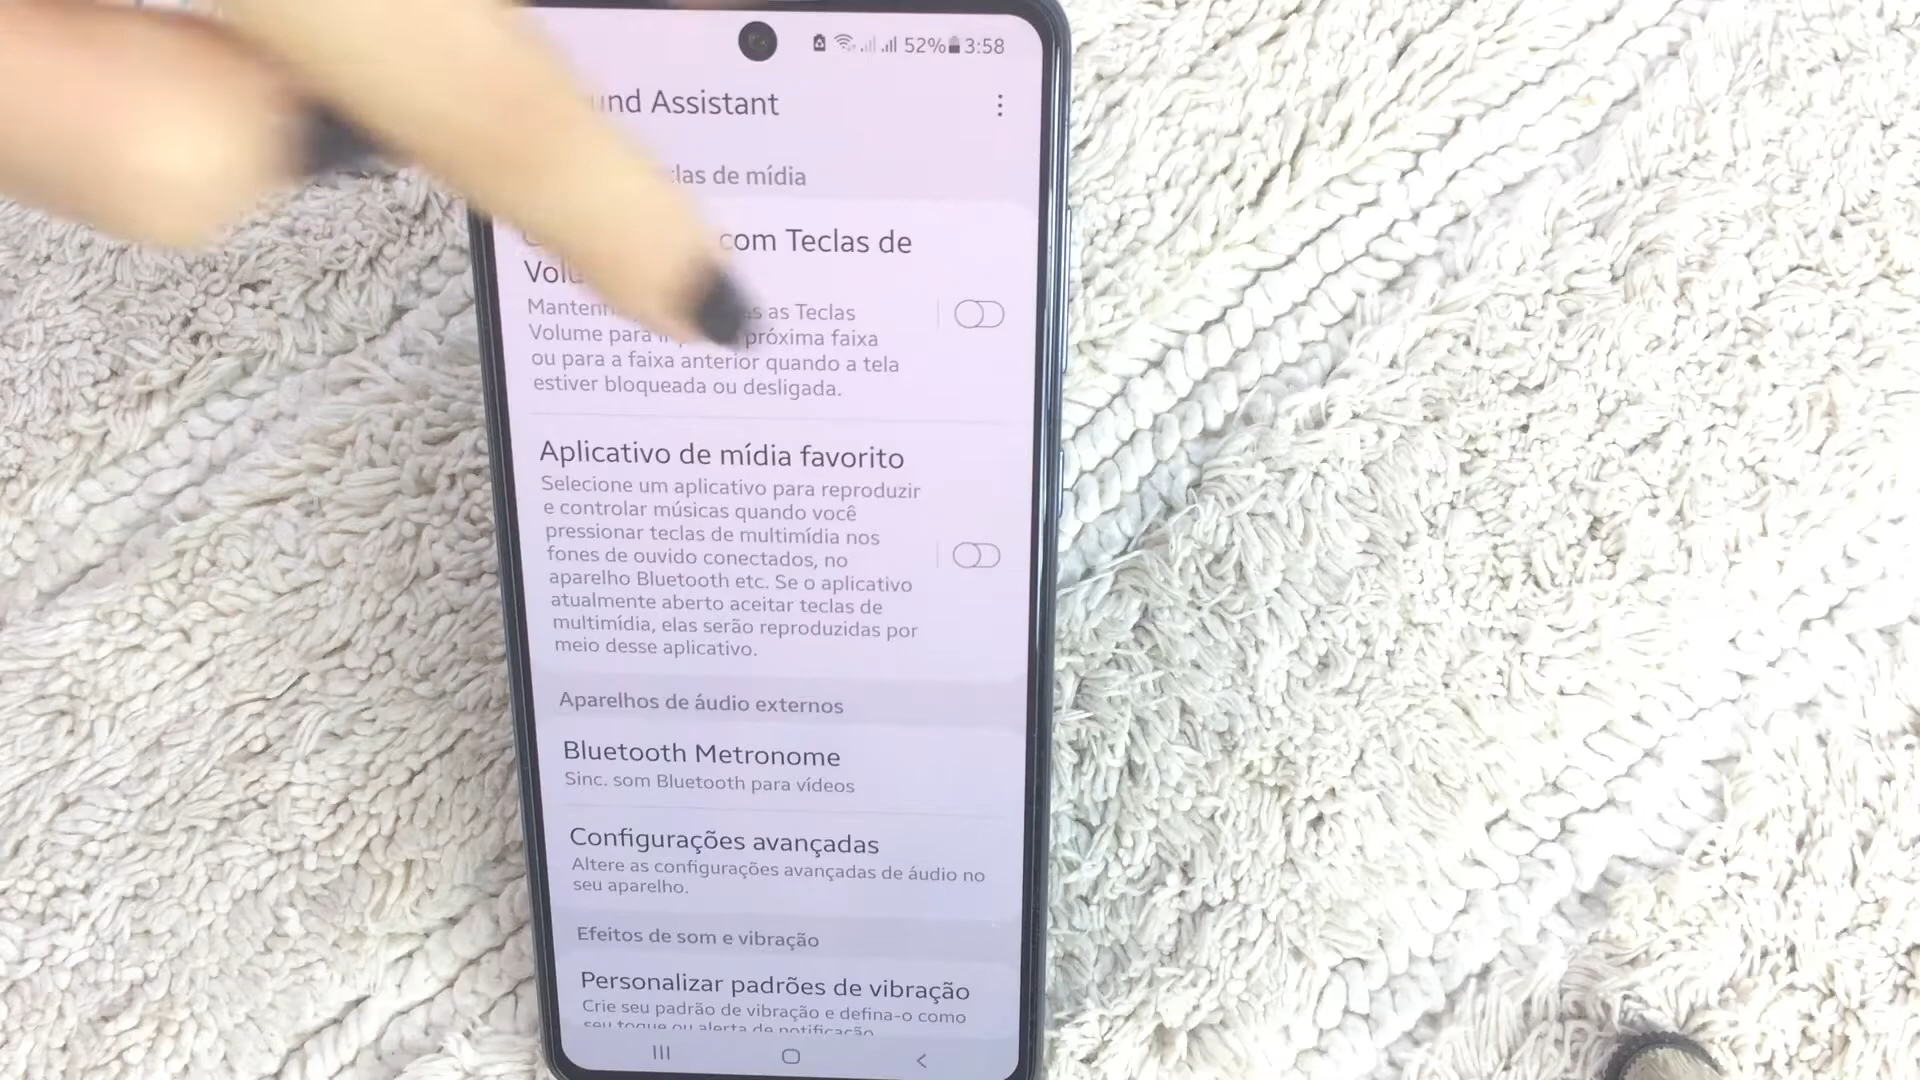 52% 3:58
und Assistant
clas de mídia
com Teclas de
Volu
Manten as Teclas
Volume para próxima faixa
ou para a faixa anterior quando a tela
estiver bloqueada ou desligada.
Aplicativo de mídia favorito
Selecione um aplicativo para reproduzir
e controlar músicas quando você
pressionar teclas de multimídia nos
fones de ouvido conectados, no
aparelho Bluetooth etc. Se o aplicativo
atualmente aberto aceitar teclas de
multimídia, elas serão reproduzidas por
meio desse aplicativo.
Aparelhos de áudio externos
Bluetooth Metronome
Sinc. som Bluetooth para vídeos
Configurações avançadas
Altere as configurações avançadas de áudio no
seu aparelho.
Efeitos de som e vibração
Personalizar padrões de vibração
Crie seu padrão de vibração e defina-o como
seu toque ou alerta de notificação